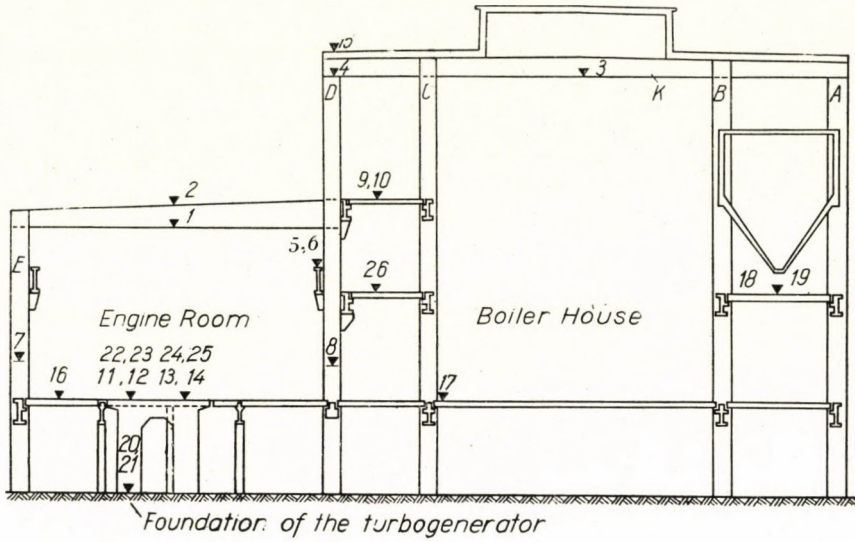 15
4 3
D C K B A
2 9,10
1
5,6
E 26 18 19
Engine Room Boiler House
7 22,23 24,25 8
16 11,12 13, 14 17
20
21
Foundation of the turbogenerator